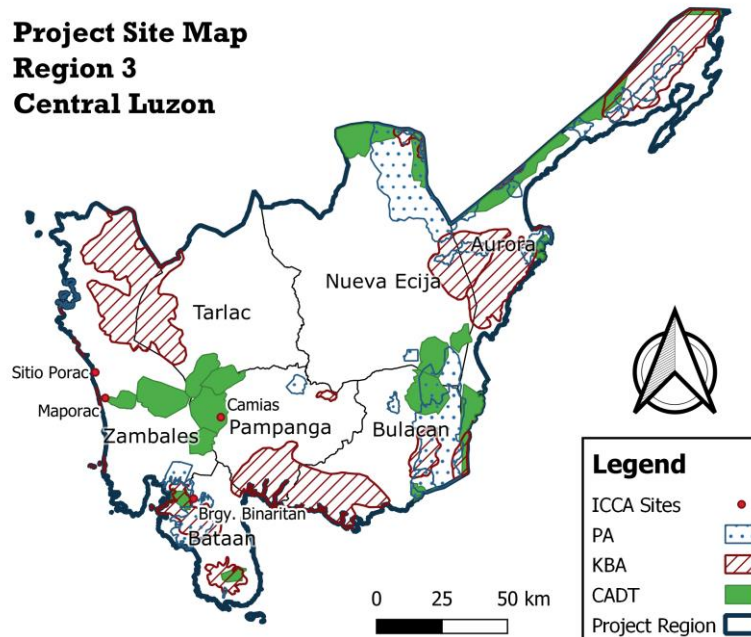 Project Site Map
Region 3
Central Luzon
Aurora
Nueva Ecija
Tarlac
Sitio Porac
Maporac
Camias
Zambales
Pampanga
Bulacan
Brgy. Binaritan
Bataan
0 25 50 km
Legend
ICCA Sites
PA
KBA
CADT
Project Region